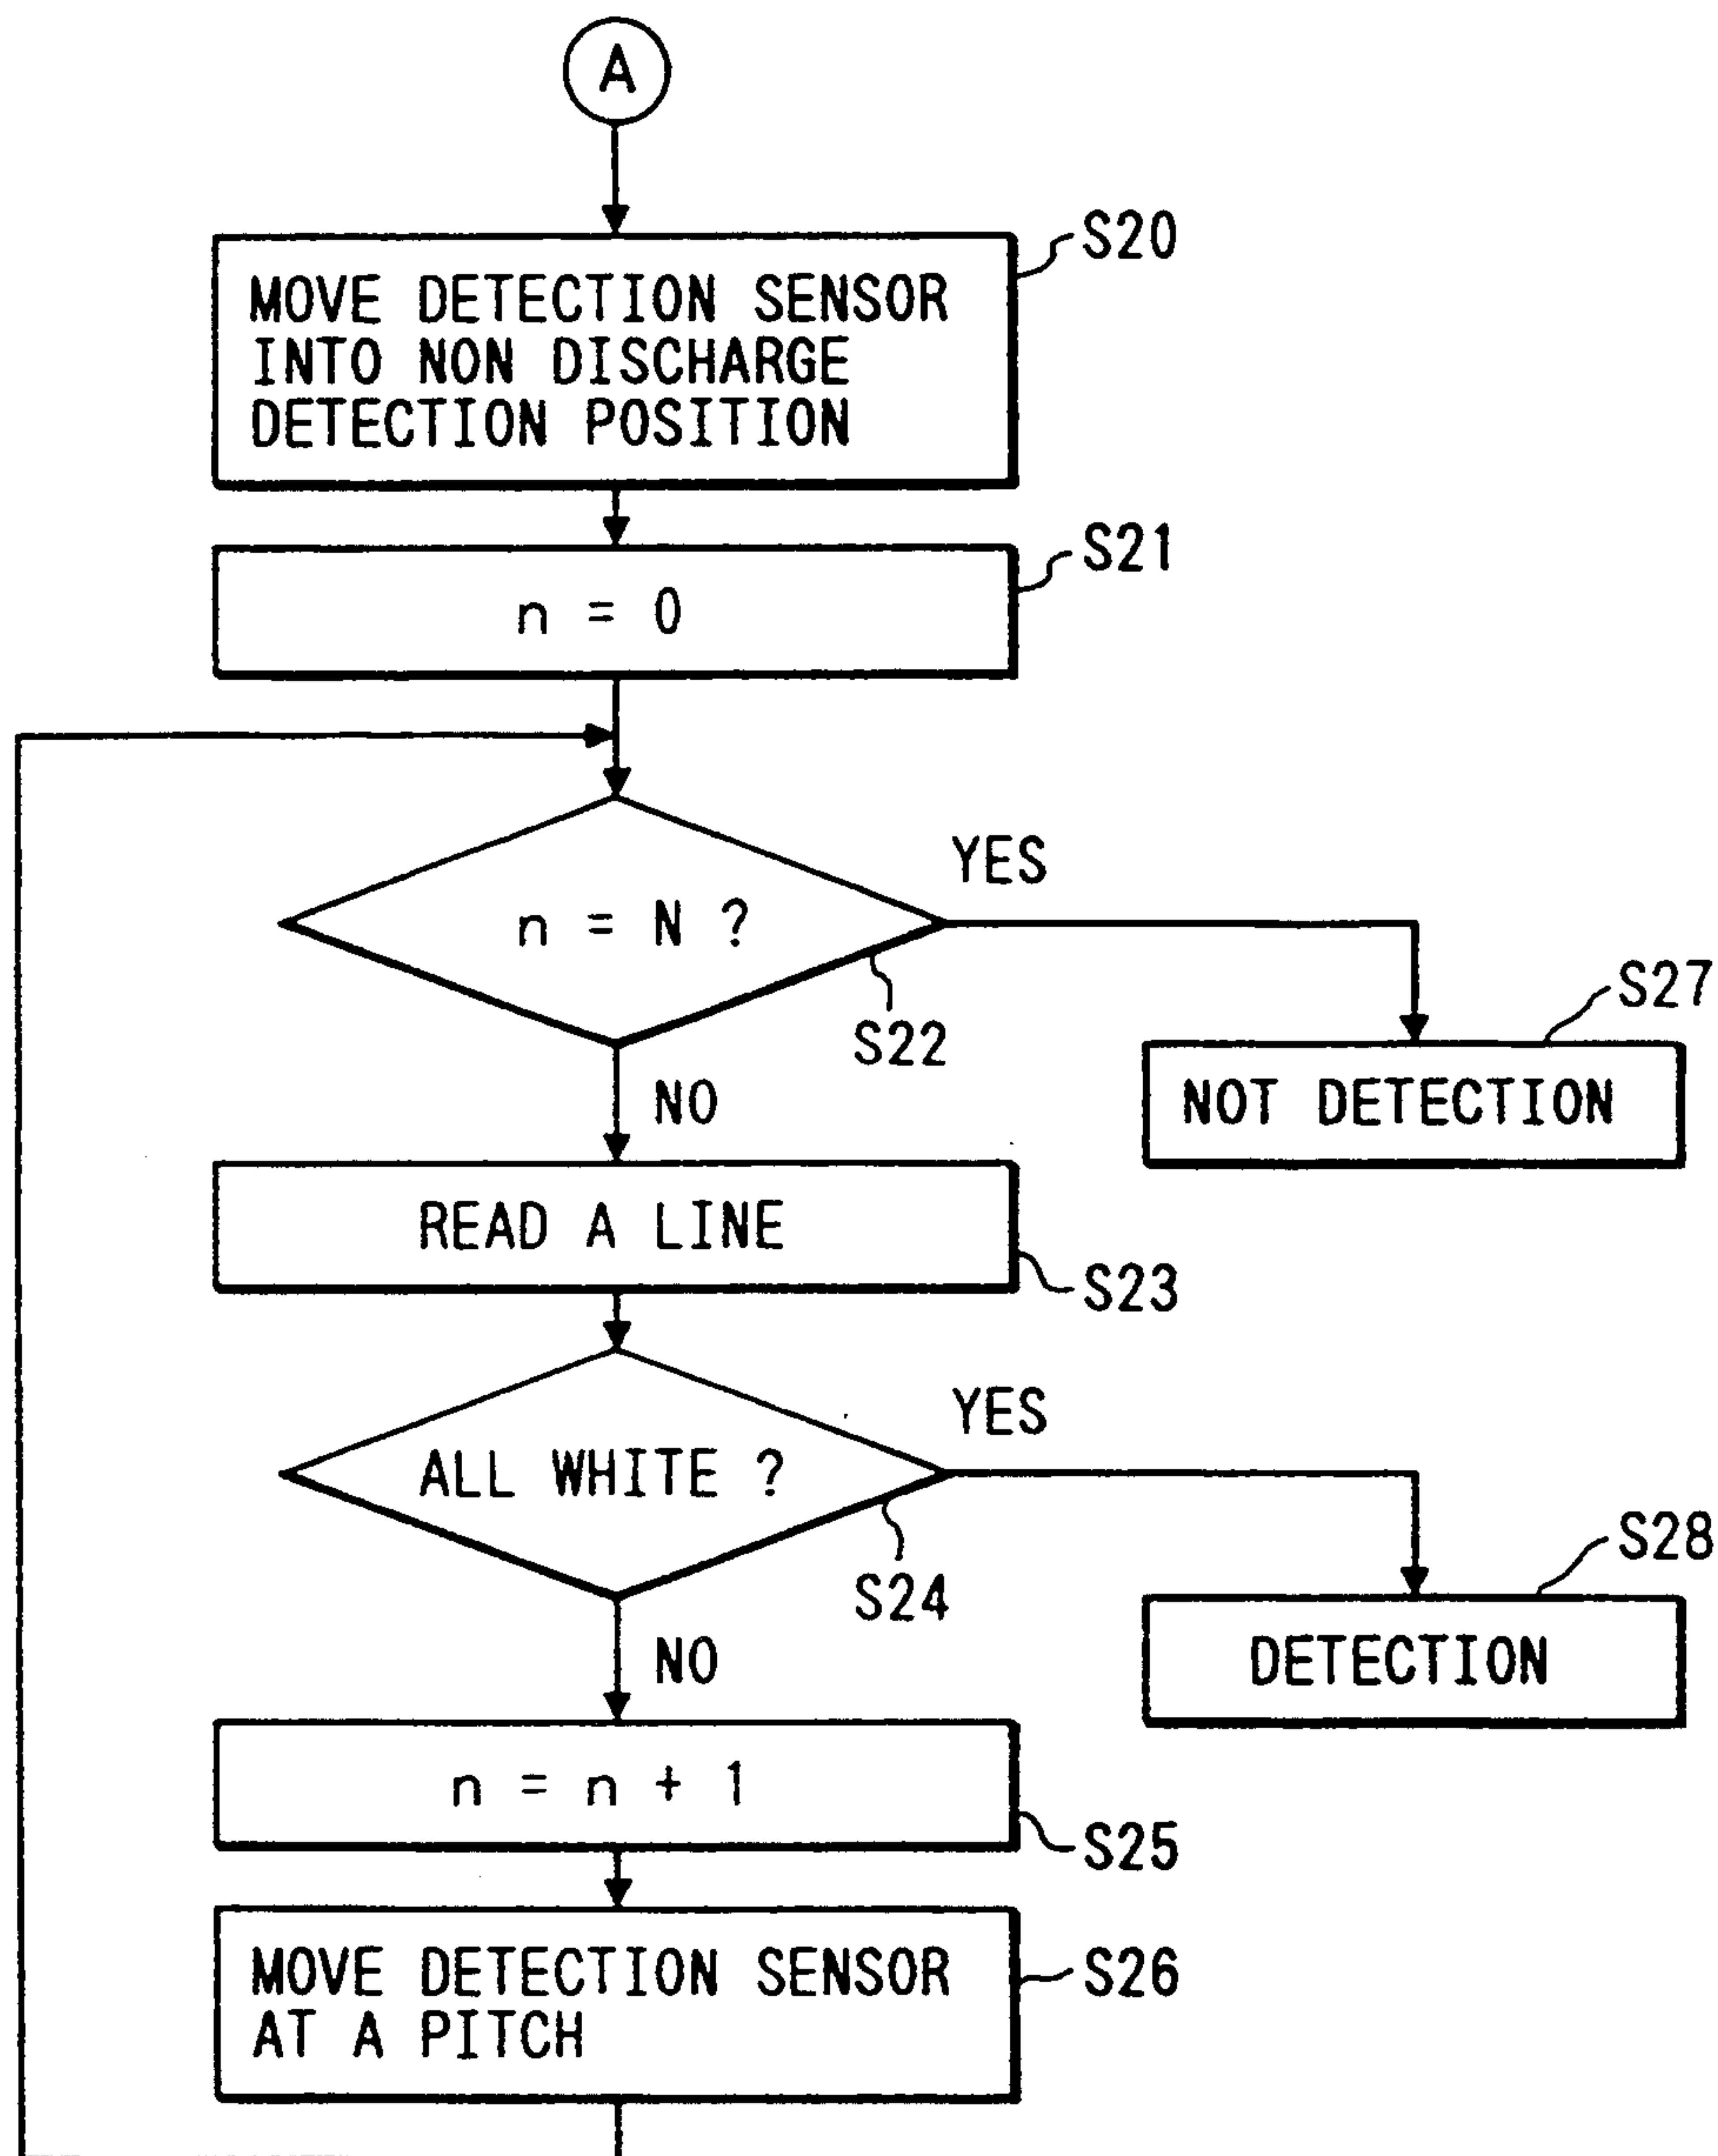 A
S20
MOVE DETECTION SENSOR
INTO NON DISCHARGE
DETECTION POSITION
S21
n = 0
YES
n = N ?
S27
S22
NOT DETECTION
NO
READ A LINE
S23
YES
ALL WHITE ?
S28
S24
DETECTION
NO
n = n + 1
S25
MOVE DETECTION SENSOR
S26
AT A PITCH